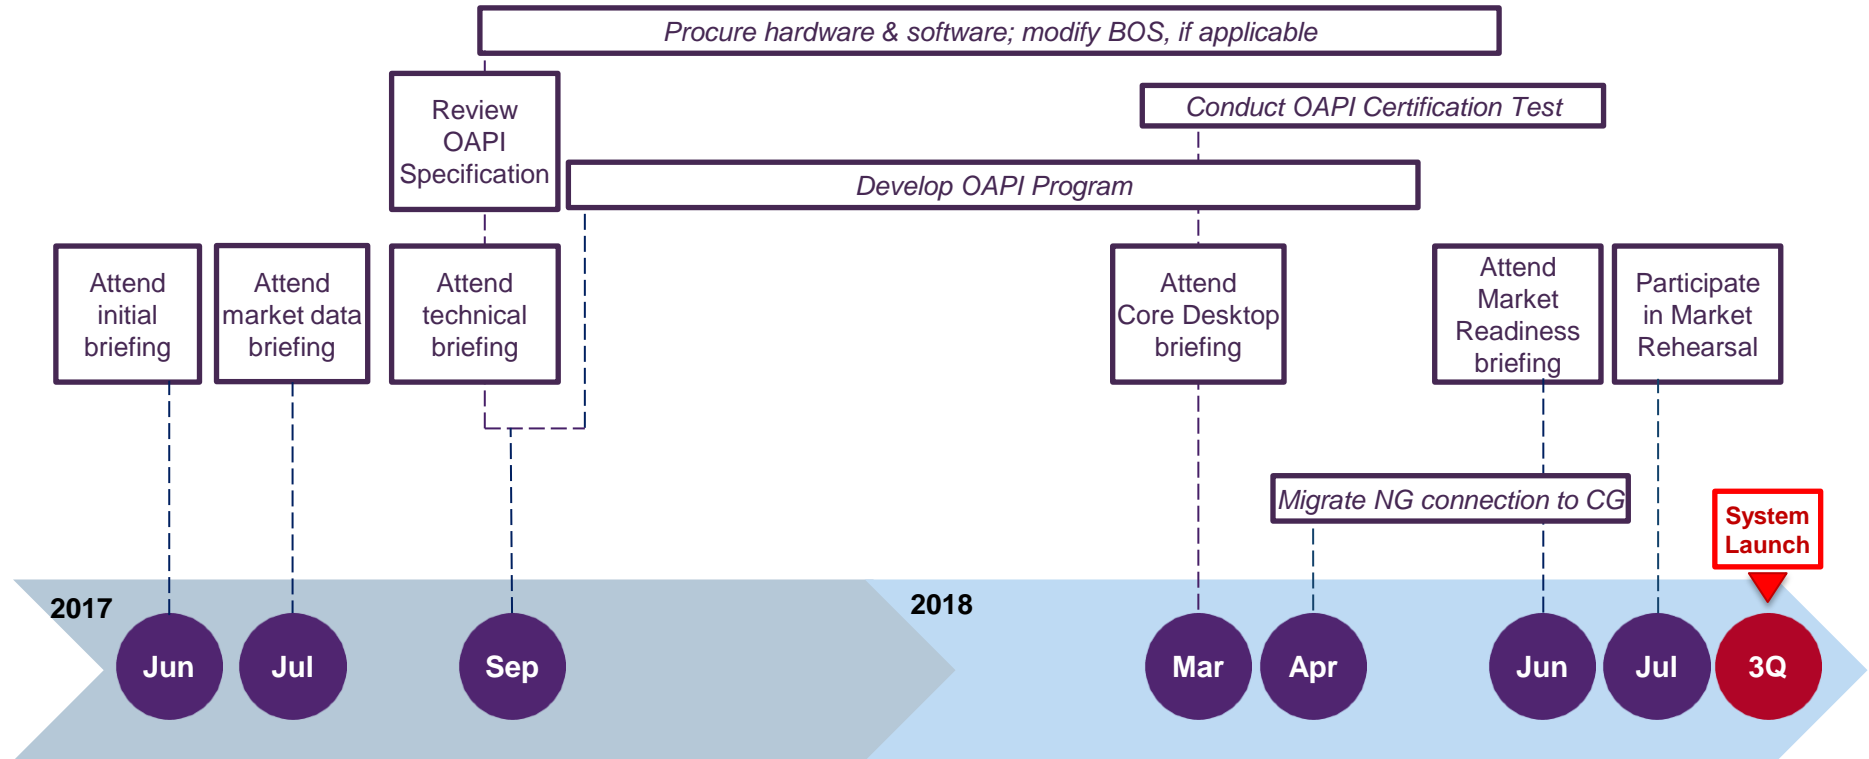 Procure hardware & software; modify BOS, if applicable
Review
OAPI
Specification
Conduct OAPI Certification Test
Develop OAPI Program
Attend
initial
briefing
Attend
market data
briefing
Attend
technical
briefing
Attend
Core Desktop
briefing
Attend
Market
Readiness
briefing
Participate
in Market
Rehearsal
Migrate NG connection to CG
System
Launch
2017
2018
Jun
Jul
Sep
Mar
Apr
Jun
Jul
3Q